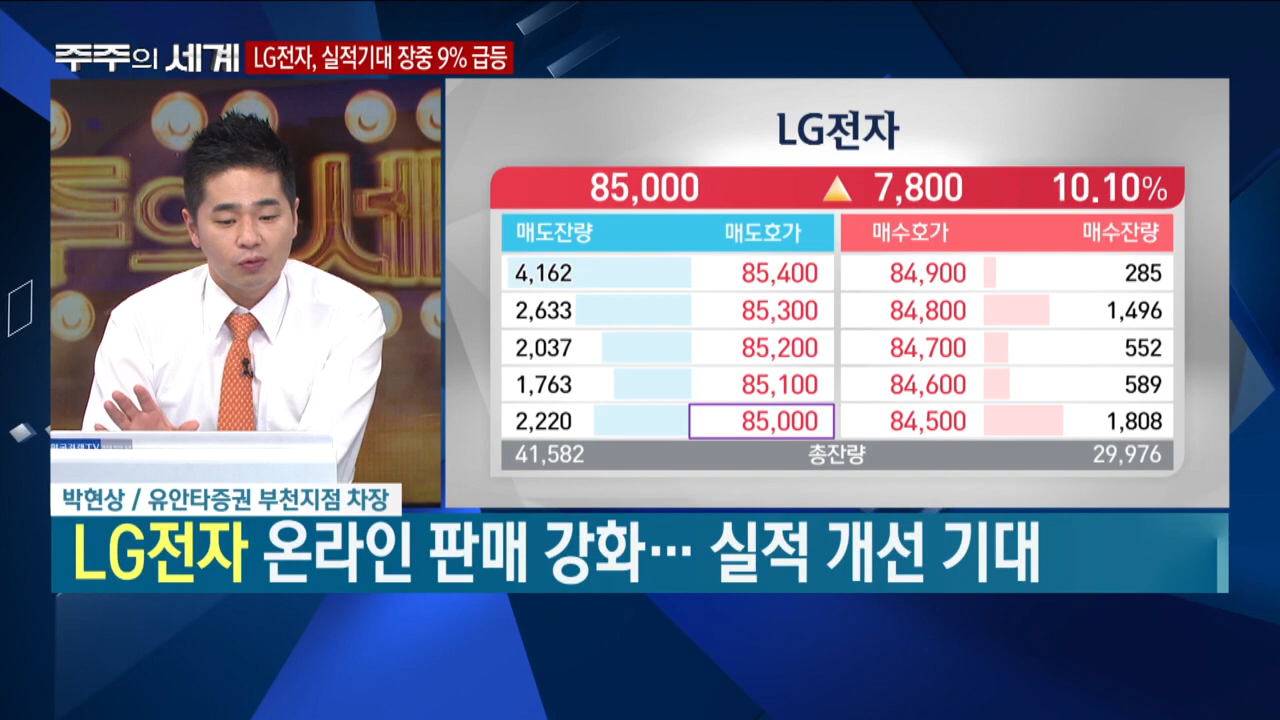 주주의 세계
LG전자, 실적기대 장중 9% 급등
주의 세
LG전자
85,000 ▲ 7,800 10.10%
매도잔량 매도호가 매수호가 매수잔량
4,162 85,400 84,900 285
2,633 85,300 84,800 1,496
2,037 85,200 84,700 552
1,763 85,100 84,600 589
2,220 85,000 84,500 1,808
41,582 총잔량 29,976
박현상 / 유안타증권 부천지점 차장
LG전자 온라인 판매 강화… 실적 개선 기대